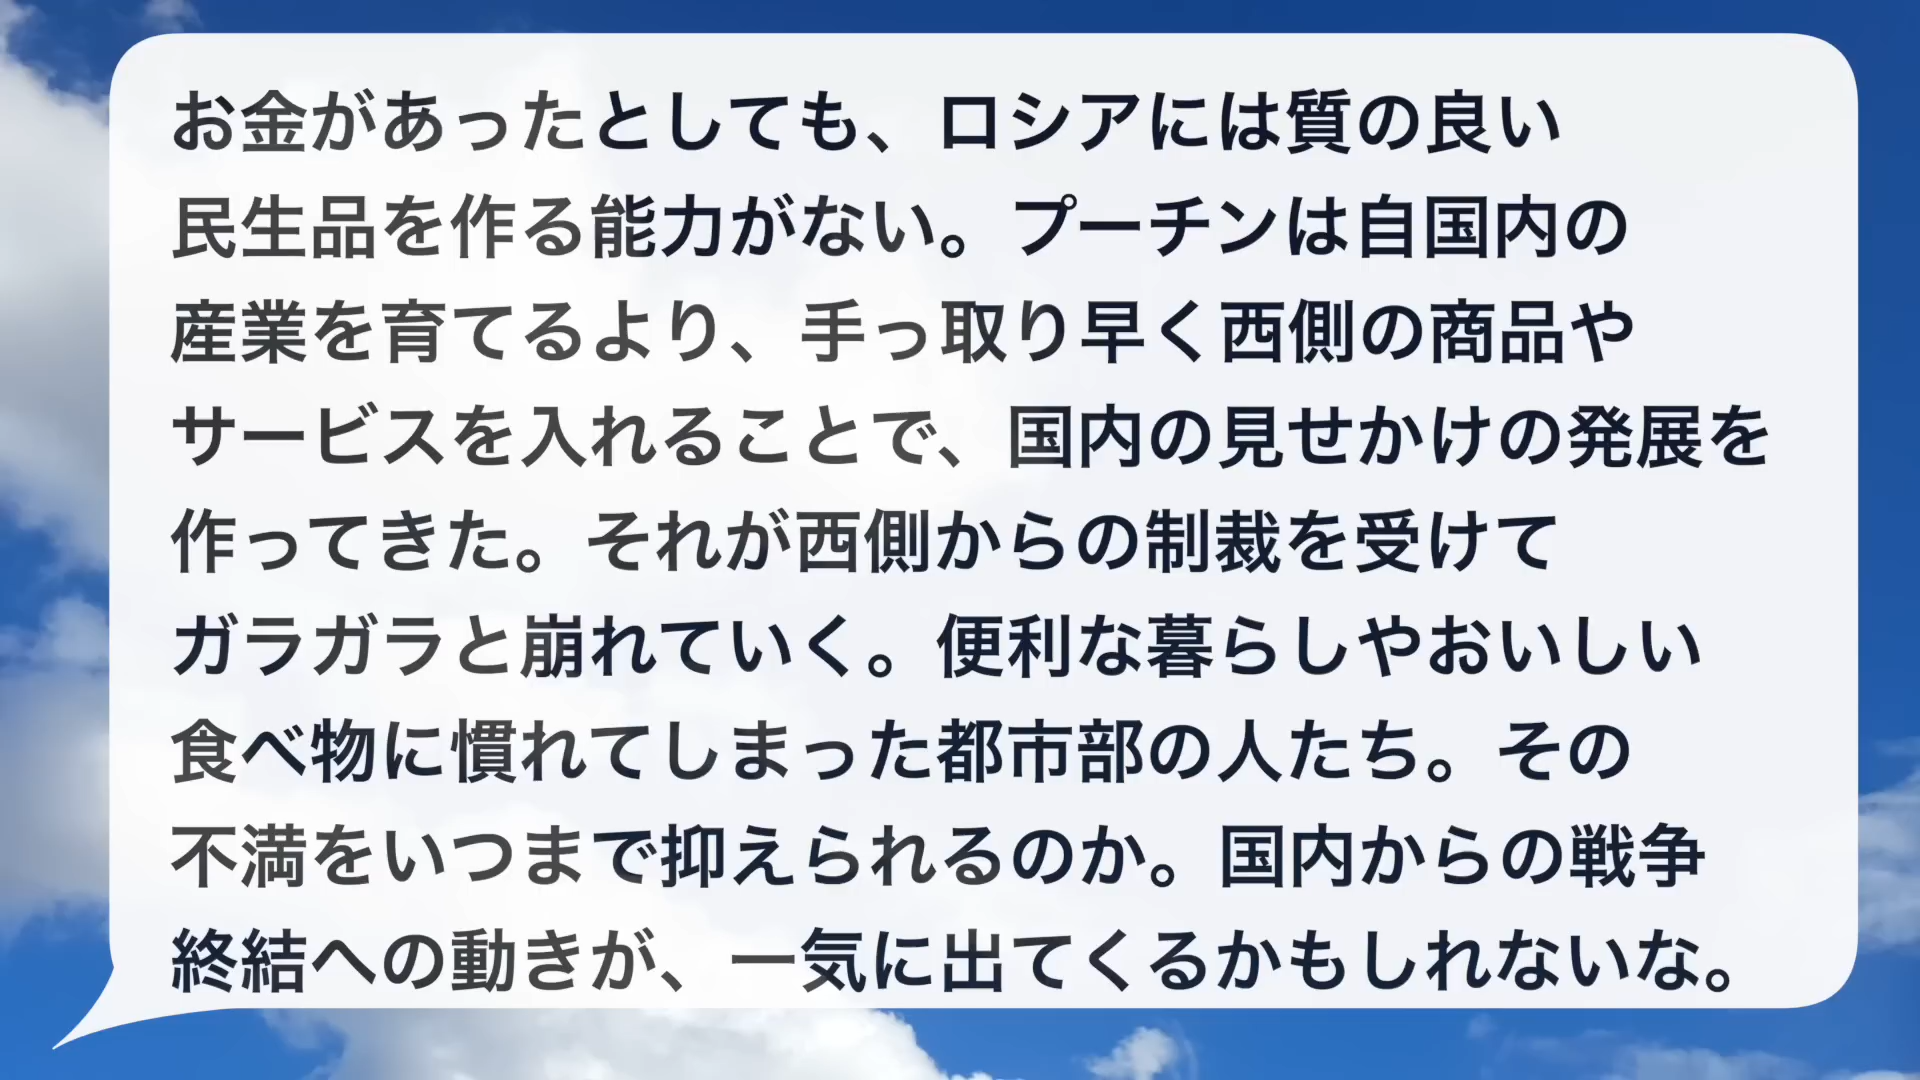 お金があったとしても、ロシアには質の良い
民生品を作る能力がない。プーチンは自国内の
産業を育てるより、手っ取り早く西側の商品や
サービスを入れることで、国内の見せかけの発展を
作ってきた。それが西側からの制裁を受けて
ガラガラと崩れていく。便利な暮らしやおいしい
食べ物に慣れてしまった都市部の人たち。その
不満をいつまで抑えられるのか。国内からの戦争
終結への動きが、一気に出てくるかもしれないな。